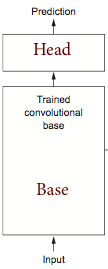 Prediction
Head
Trained
convolutional
base
Base
Input